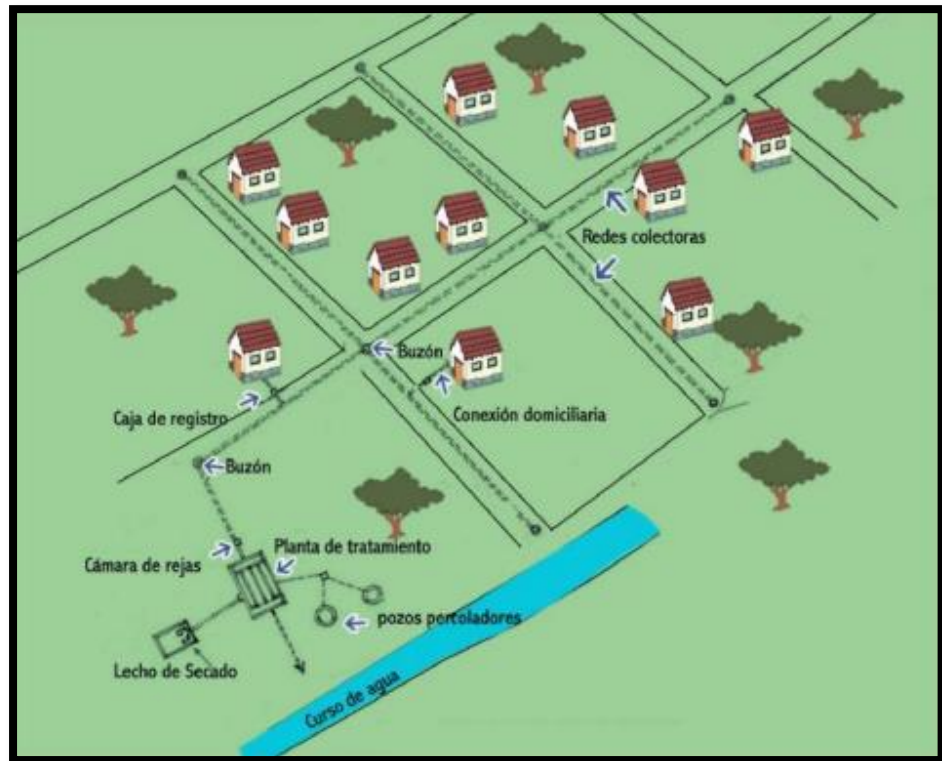 Redes colectoras
Buzón
Conexión domiciliaria
Caja de registro
Buzón
Planta de tratamiento
Cámara de rejas
pozos percoladores
Lecho de Secado
Curso de agua